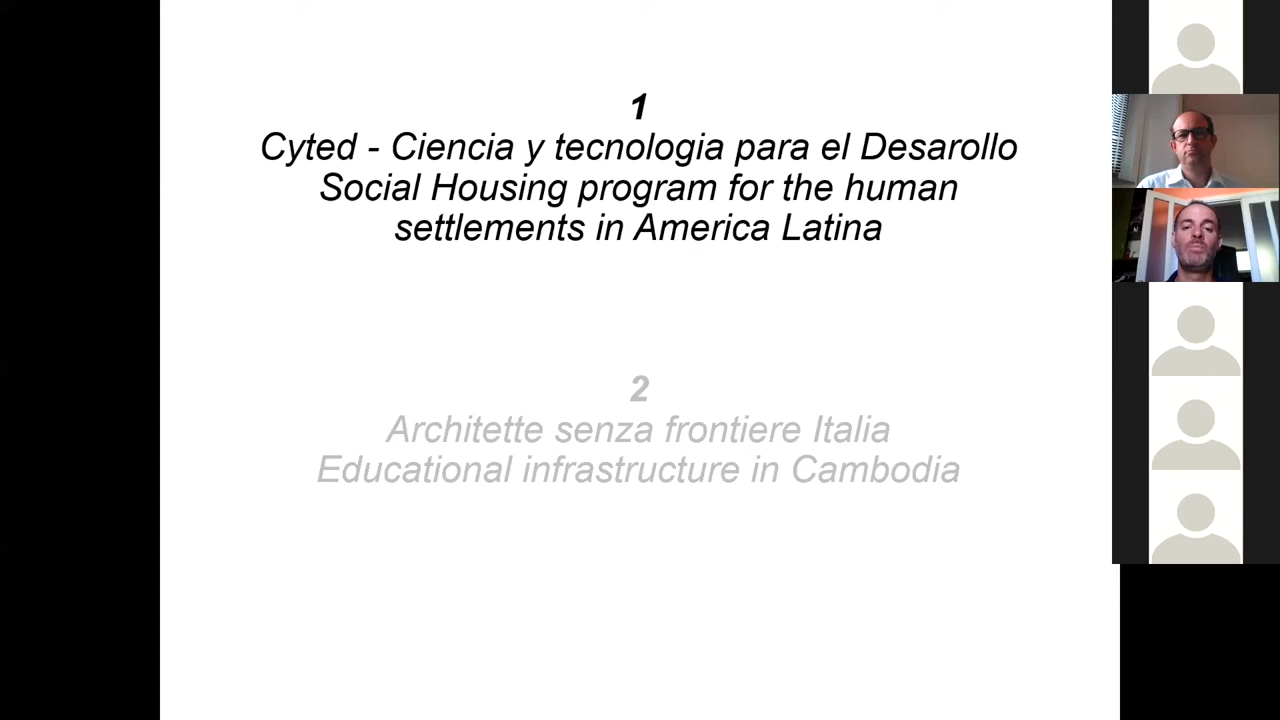 1
Cyted - Ciencia y tecnologia para el Desarollo
Social Housing program for the human
settlements in America Latina
2
Architette senza frontiere Italia
Educational infrastructure in Cambodia